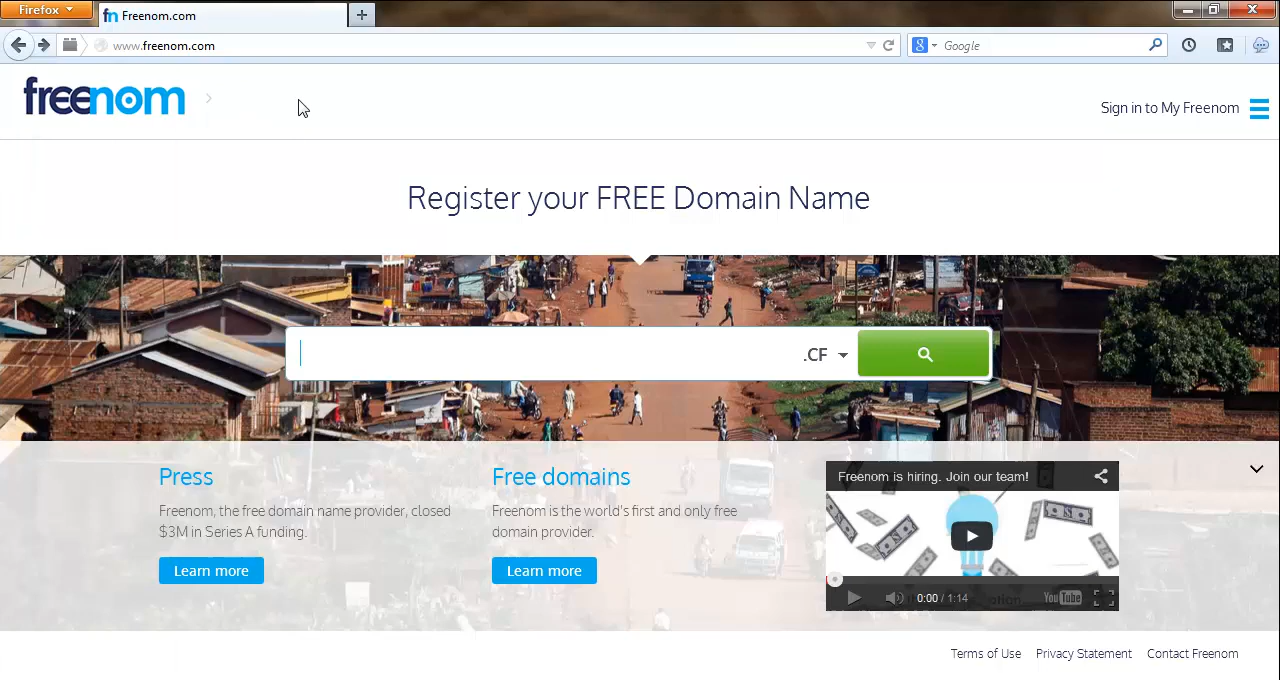 Firefox
Freenom.com
www.freenom.com
Google
freenom
Sign in to My Freenom
Register your FREE Domain Name
.CF
Press
Freenom, the free domain name provider, closed
$3M in Series A funding.
Learn more
Free domains
Freenom is the world's first and only free
domain provider.
Learn more
Freenom is hiring. Join our team!
0:00 / 1:14
YouTube
Terms of Use
Privacy Statement
Contact Freenom